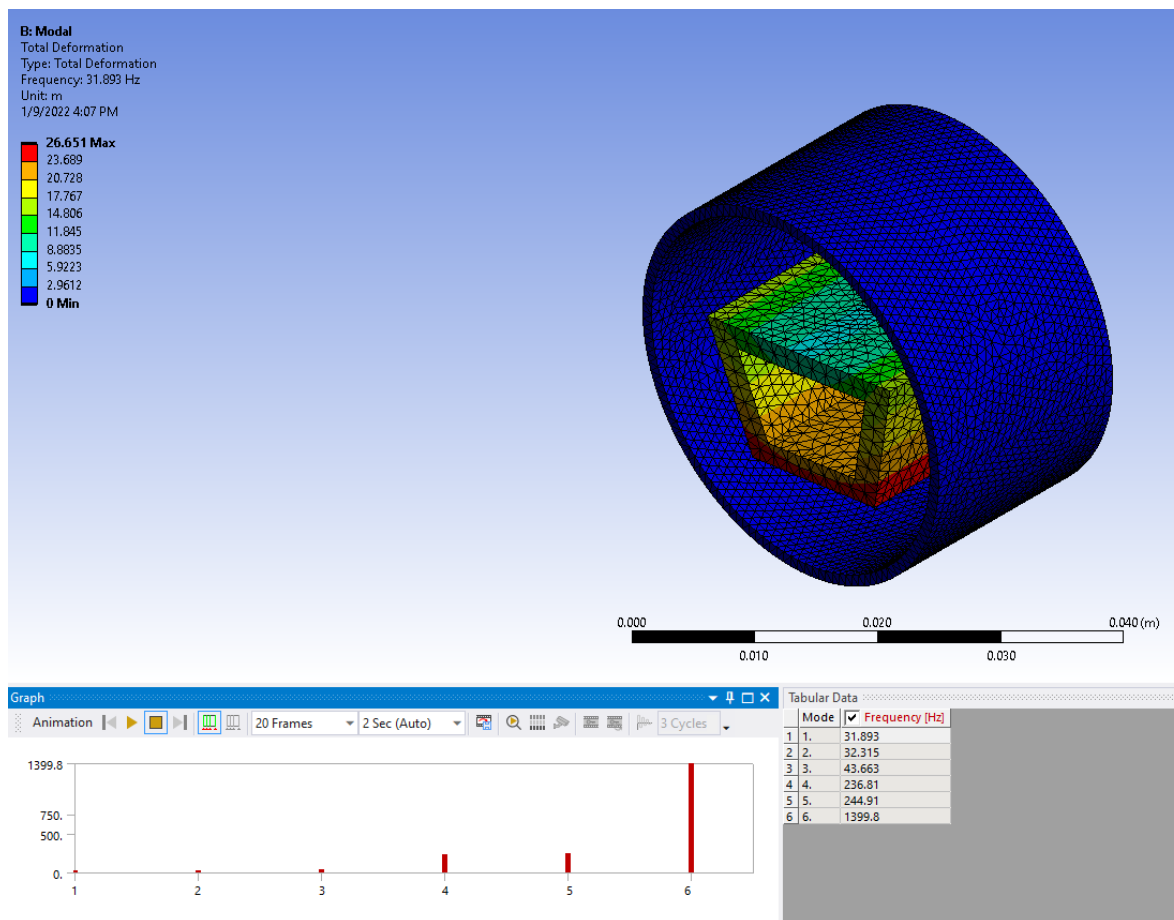 B: Modal
Total Deformation
Type: Total Deformation
Frequency: 31.893 Hz
Unit: m
1/9/2022 4:07 PM
26.651 Max
23.689
20.728
17.767
14.806
11.845
8.8835
5.9223
2.9612
0 Min
0.000 0.020 0.040 (m)
0.010 0.030
Graph
Animation 20 Frames 2 Sec (Auto) 3 Cycles
1399.8
750.
500.
0.
1 2 3 4 5 6
Tabular Data
Mode Frequency [Hz]
1 1. 31.893
2 2. 32.315
3 3. 43.663
4 4. 236.81
5 5. 244.91
6 6. 1399.8